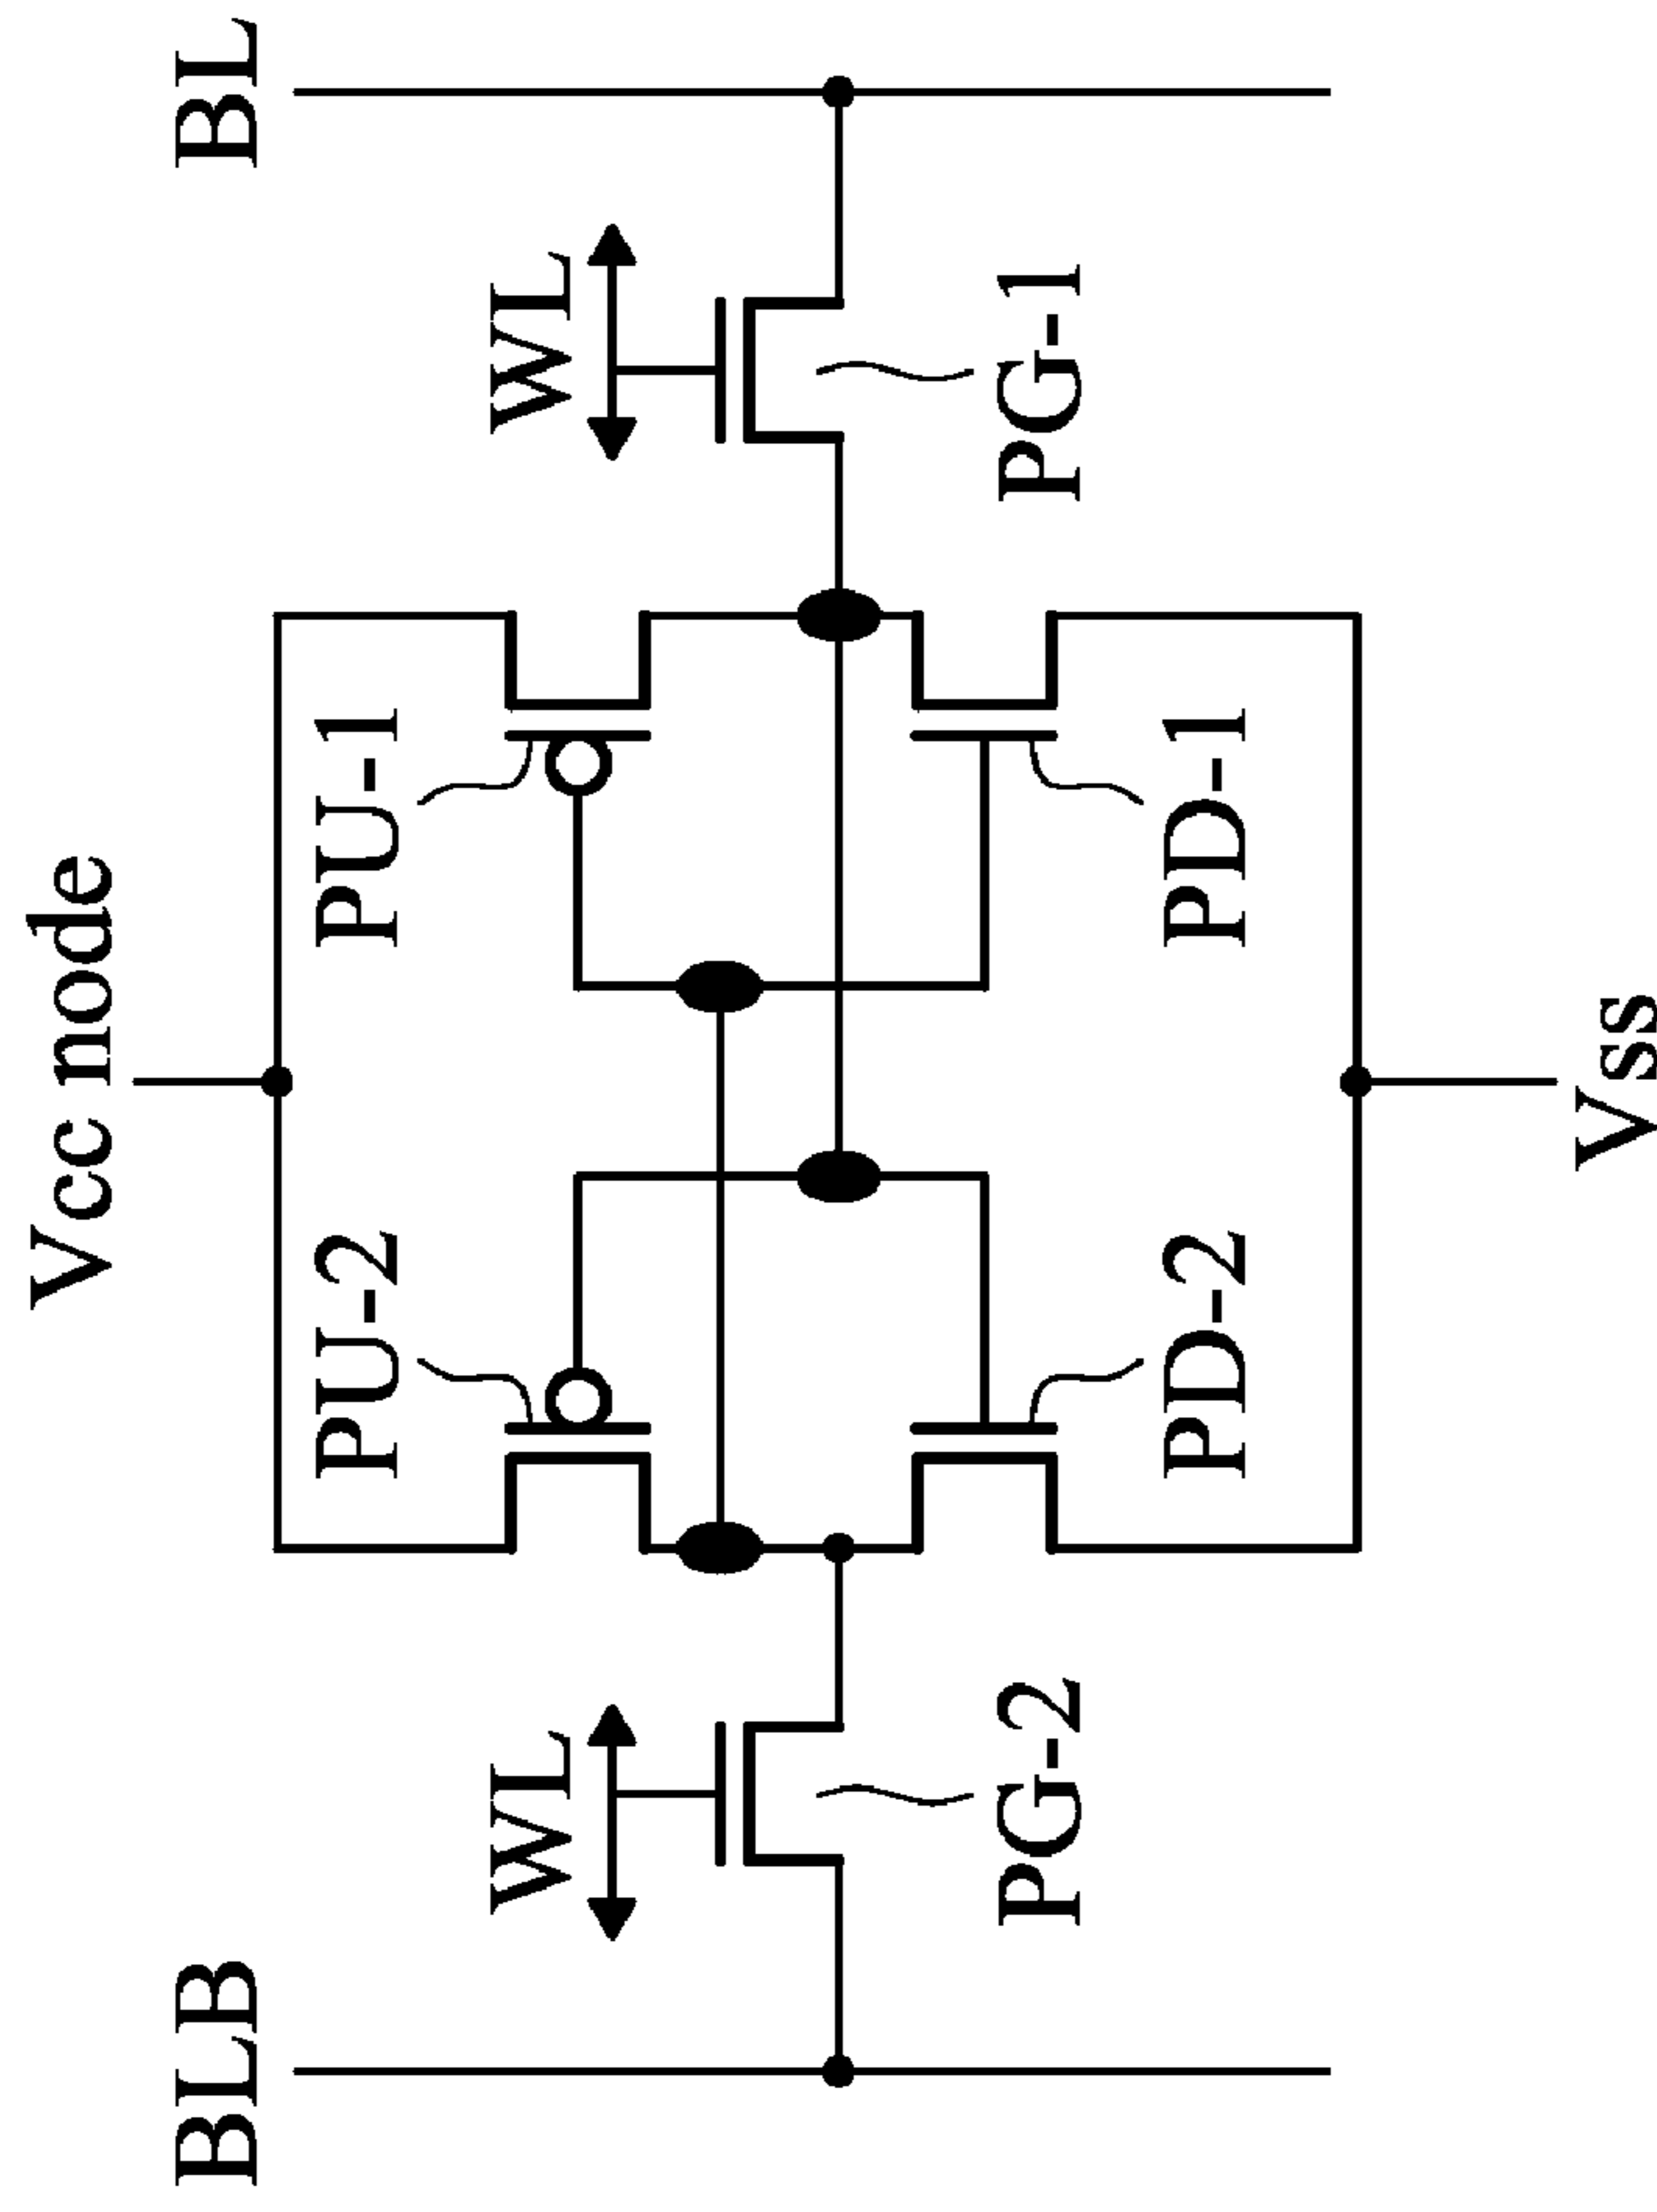 Vcc node
BLB
BL
WL
WL
PU-2
PU-1
PG-2
PG-1
PD-2
PD-1
Vss